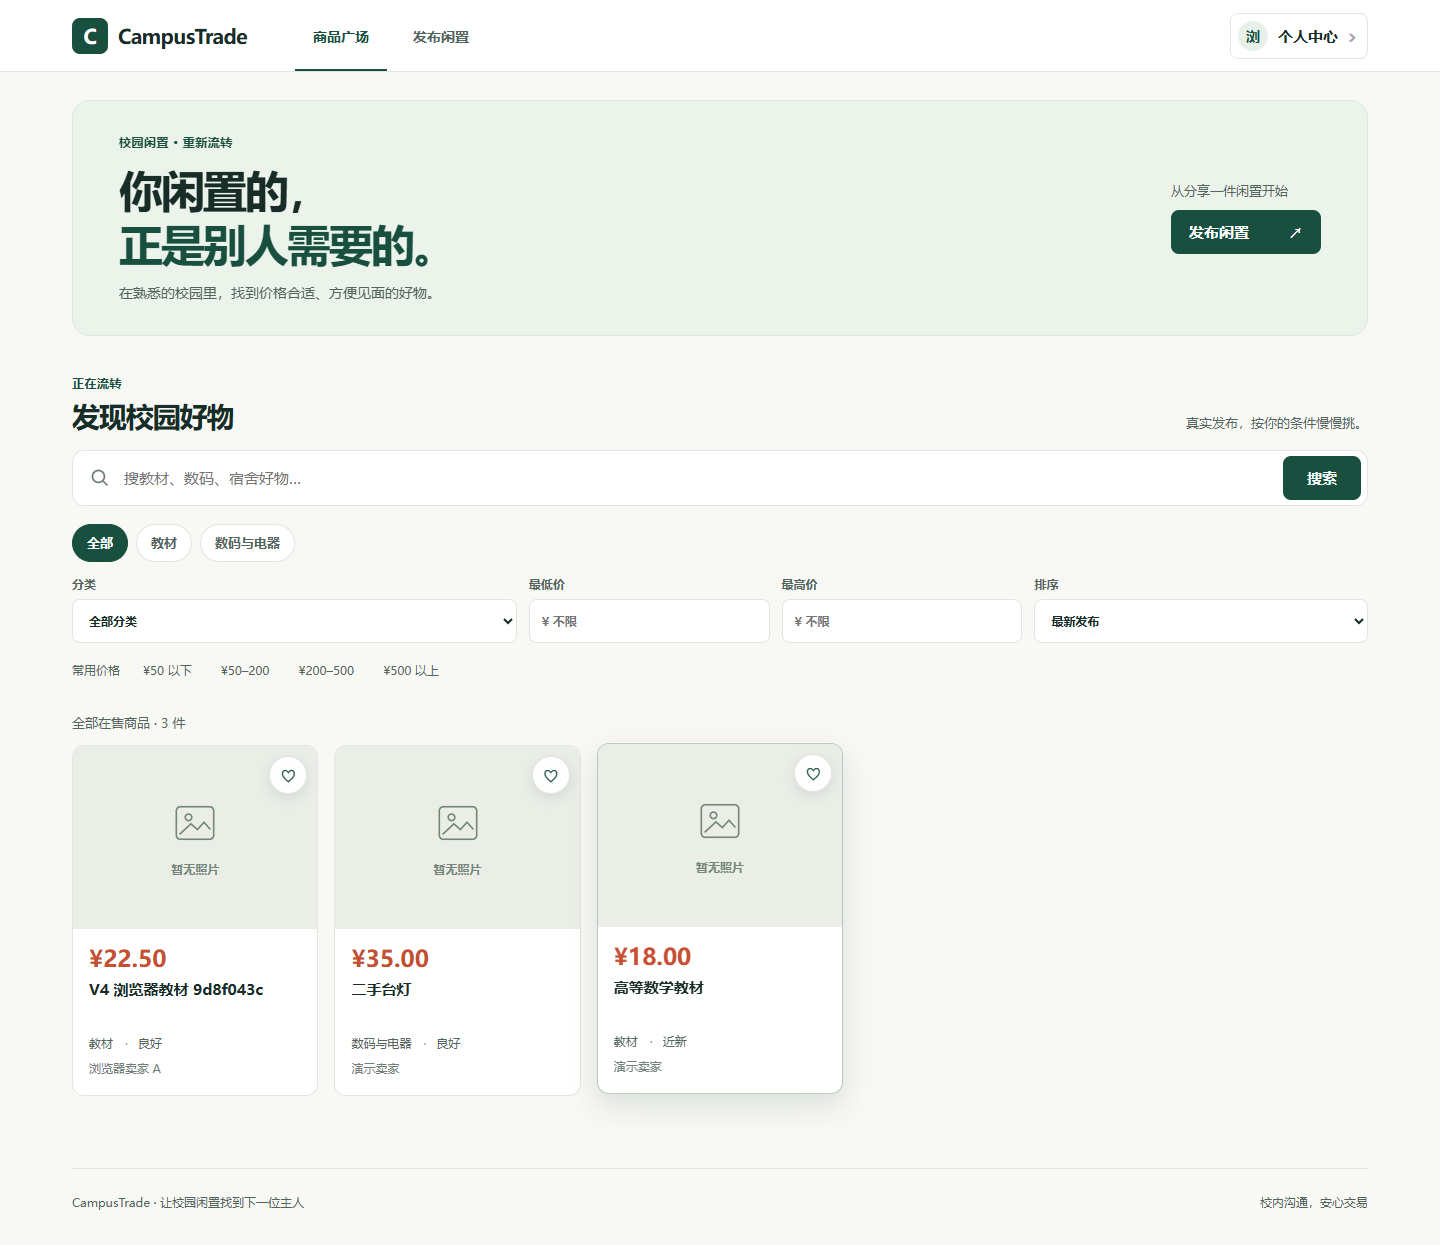 C CampusTrade 商品广场 发布闲置 浏 个人中心 ›
校园闲置・重新流转
你闲置的，
正是别人需要的。
在熟悉的校园里，找到价格合适、方便见面的好物。
从分享一件闲置开始
发布闲置 ↗
正在流转
发现校园好物
真实发布，按你的条件慢慢挑。
搜教材、数码、宿舍好物... 搜索
全部 教材 数码与电器
分类 最低价 最高价 排序
全部分类 ¥ 不限 ¥ 不限 最新发布
常用价格 ¥50 以下 ¥50–200 ¥200–500 ¥500 以上
全部在售商品 · 3 件
暂无照片
¥22.50
V4 浏览器教材 9d8f043c
教材 · 良好
浏览器卖家 A
暂无照片
¥35.00
二手台灯
数码与电器 · 良好
演示卖家
暂无照片
¥18.00
高等数学教材
教材 · 近新
演示卖家
CampusTrade · 让校园闲置找到下一位主人
校内沟通，安心交易